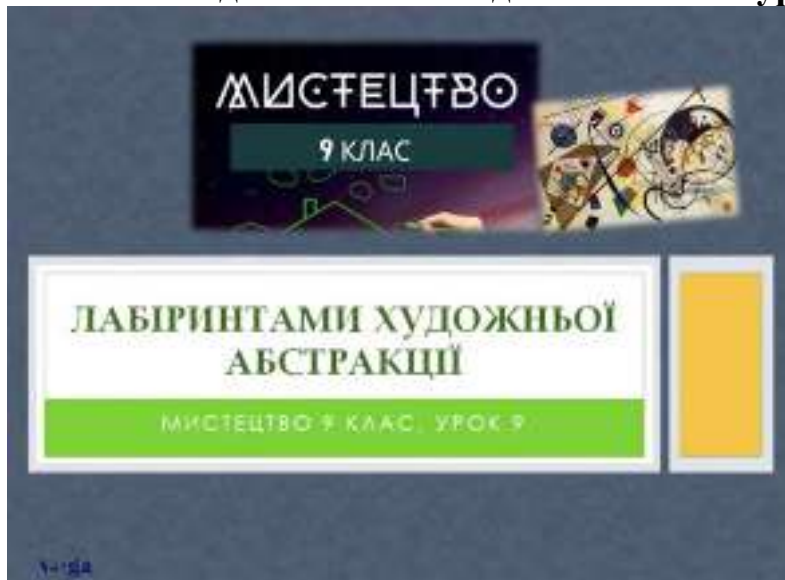 МИСТЕЦТВО
9 КЛАС
ЛАБІРИНТАМИ ХУДОЖНЬОЇ
АБСТРАКЦІЇ
МИСТЕЦТВО 9 КЛАС, УРОК 9